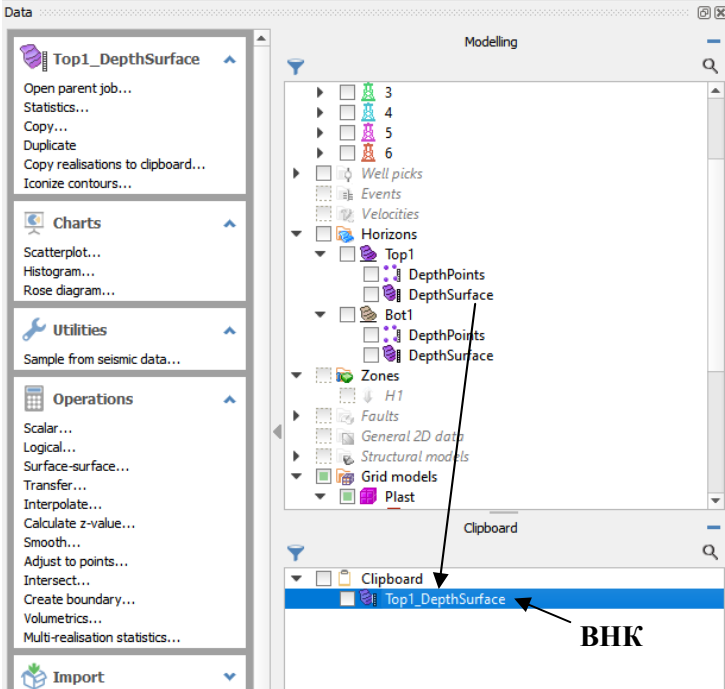 Data
Top1_DepthSurface
Open parent job...
Statistics...
Copy...
Duplicate
Copy realisations to clipboard...
Iconize contours...
Charts
Scatterplot...
Histogram...
Rose diagram...
Utilities
Sample from seismic data...
Operations
Scalar...
Logical...
Surface-surface...
Transfer...
Interpolate...
Calculate z-value...
Smooth...
Adjust to points...
Intersect...
Create boundary...
Volumetrics...
Multi-realisation statistics...
Import
Modelling
3
4
5
6
Well picks
Events
Velocities
Horizons
Top1
DepthPoints
DepthSurface
Bot1
DepthPoints
DepthSurface
Zones
H1
Faults
General 2D data
Structural models
Grid models
Plast
Clipboard
Clipboard
Top1_DepthSurface
ВНК